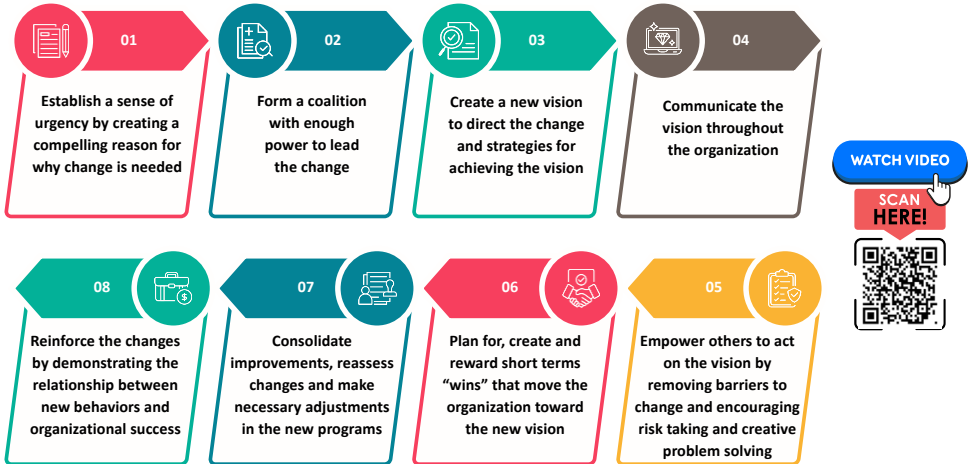 01
Establish a sense of
urgency by creating a
compelling reason for
why change is needed
02
Form a coalition
with enough
power to lead
the change
03
Create a new vision
to direct the change
and strategies for
achieving the vision
04
Communicate the
vision throughout
the organization
WATCH VIDEO
SCAN
HERE!
05
Empower others to act
on the vision by
removing barriers to
change and encouraging
risk taking and creative
problem solving
06
Plan for, create and
reward short terms
“wins” that move the
organization toward
the new vision
07
Consolidate
improvements, reassess
changes and make
necessary adjustments
in the new programs
08
Reinforce the changes
by demonstrating the
relationship between
new behaviors and
organizational success